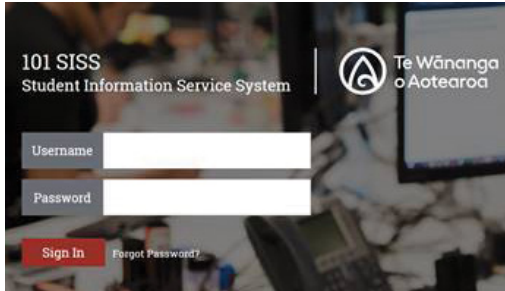 101 SISS
Student Information Service System
Te Wānanga
o Aotearoa
Username
Password
Sign In
Forgot Password?